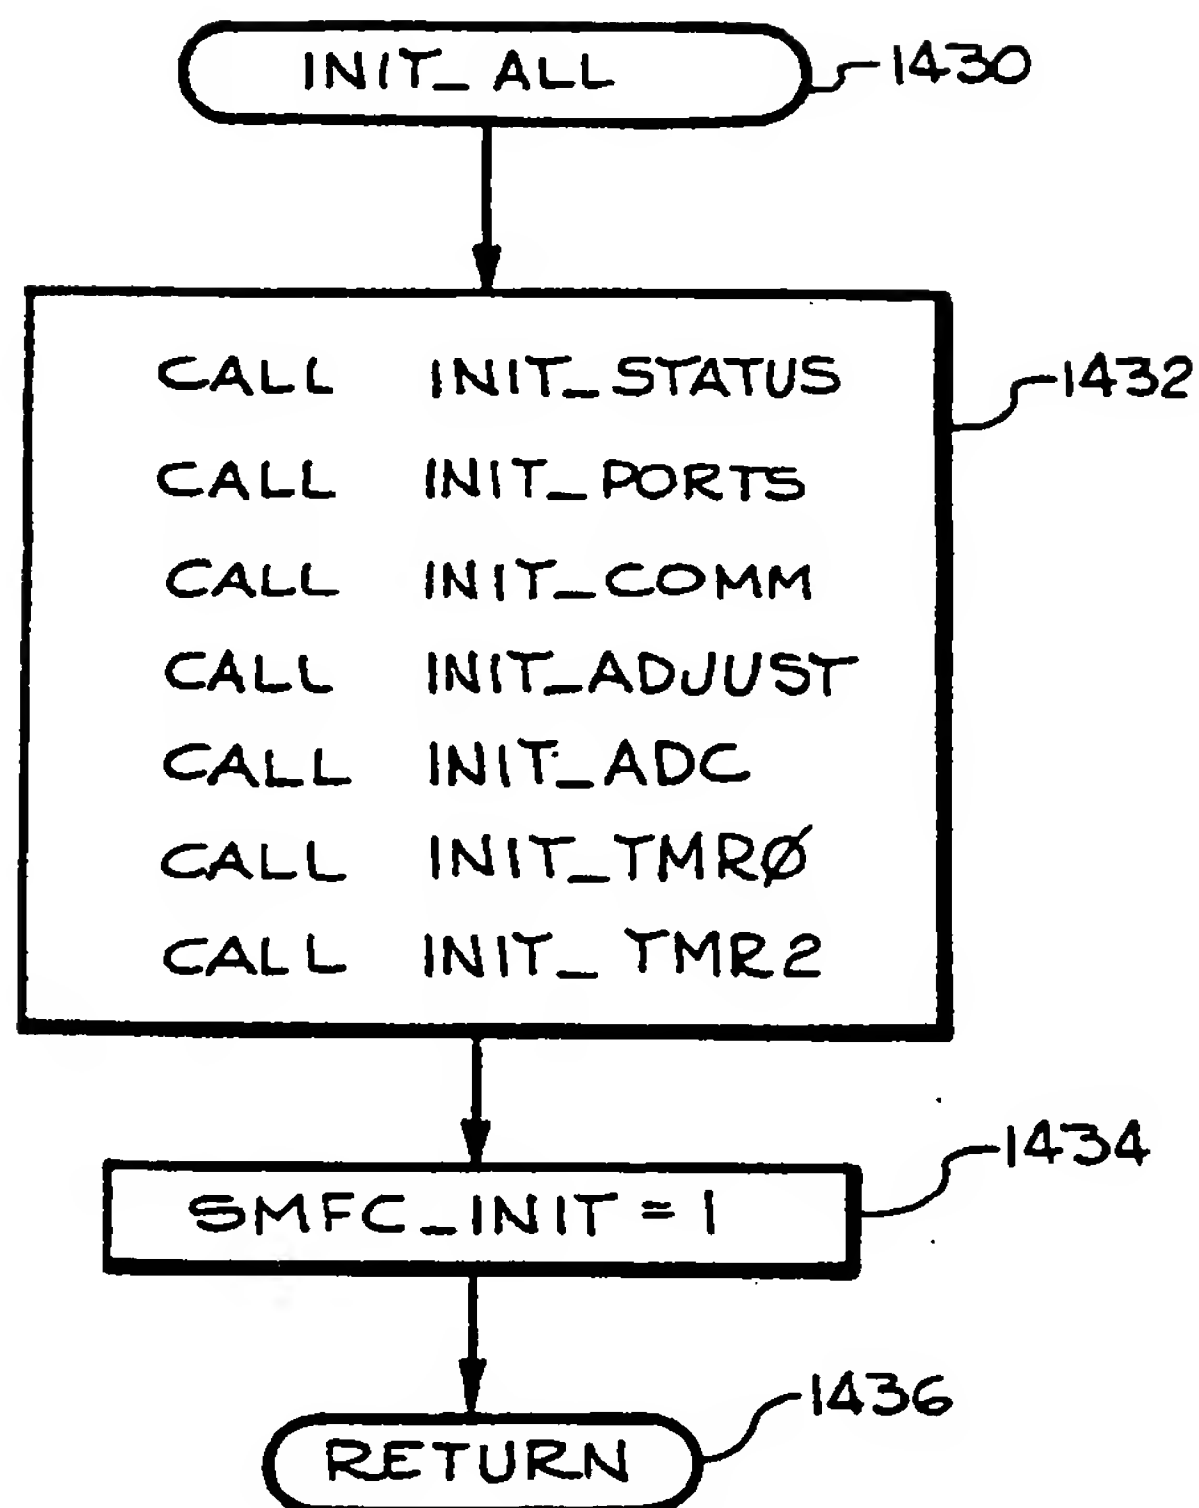 INIT_ALL
1430
CALL INIT_STATUS
1432
CALL INIT_PORTS
CALL INIT_COMM
CALL INIT_ADJUST
CALL INIT_ADC
CALL INIT_TMRØ
CALL INIT_TMR2
1434
SMFC_INIT = 1
1436
RETURN